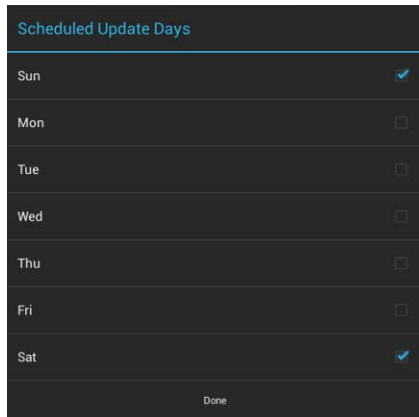 Scheduled Update Days
Sun
Mon
Tue
Wed
Thu
Fri
Sat
Done